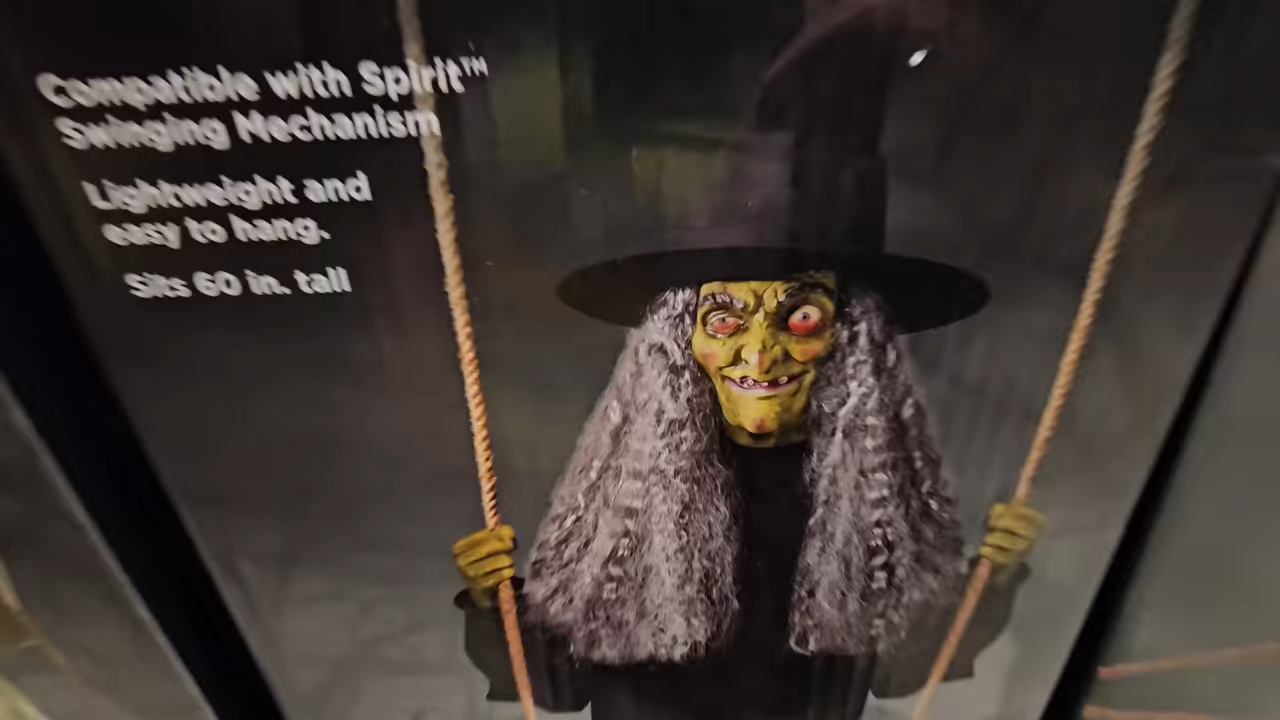 Compatible with Spirit™
Swinging Mechanism
Lightweight and
easy to hang.
Sits 60 in. tall